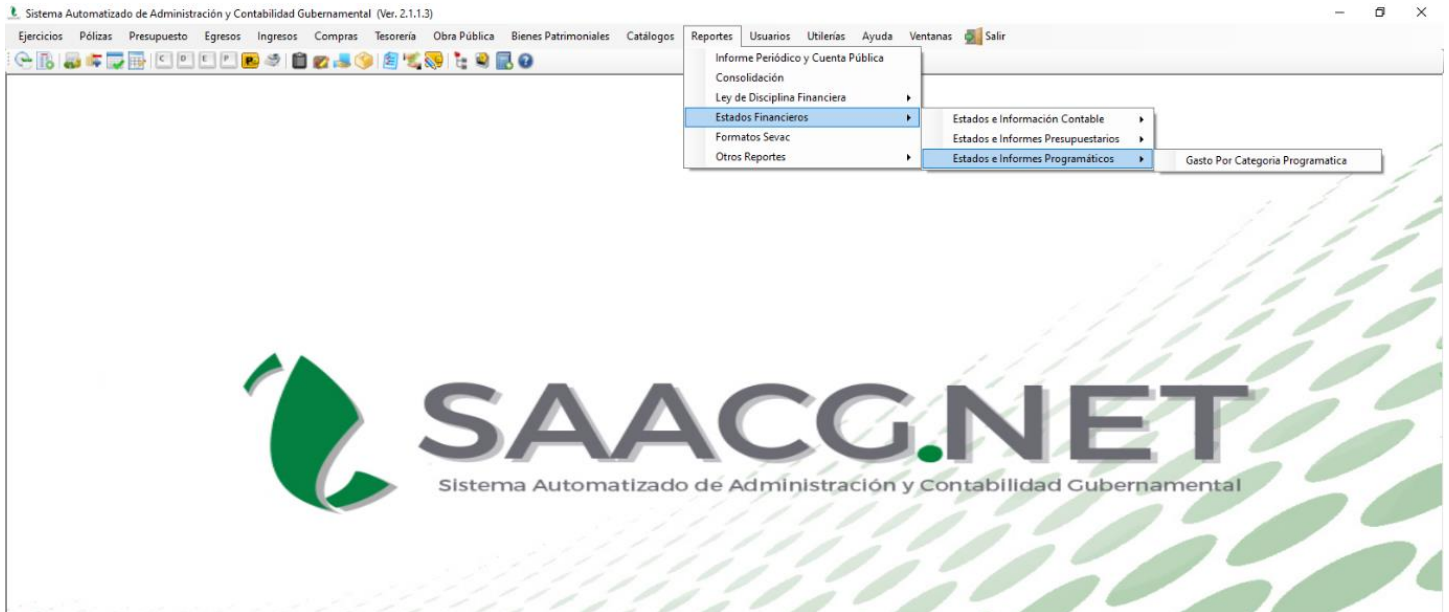 Sistema Automatizado de Administración y Contabilidad Gubernamental (Ver. 2.1.1.3)
Ejercicios Pólizas Presupuesto Egresos Ingresos Compras Tesorería Obra Pública Bienes Patrimoniales Catálogos Reportes Usuarios Utilerías Ayuda Ventanas Salir
C D E P
Informe Periódico y Cuenta Pública
Consolidación
Ley de Disciplina Financiera
Estados Financieros
Formatos Sevac
Otros Reportes
Estados e Información Contable
Estados e Informes Presupuestarios
Estados e Informes Programáticos
Gasto Por Categoria Programatica
SAACG.NET
Sistema Automatizado de Administración y Contabilidad Gubernamental